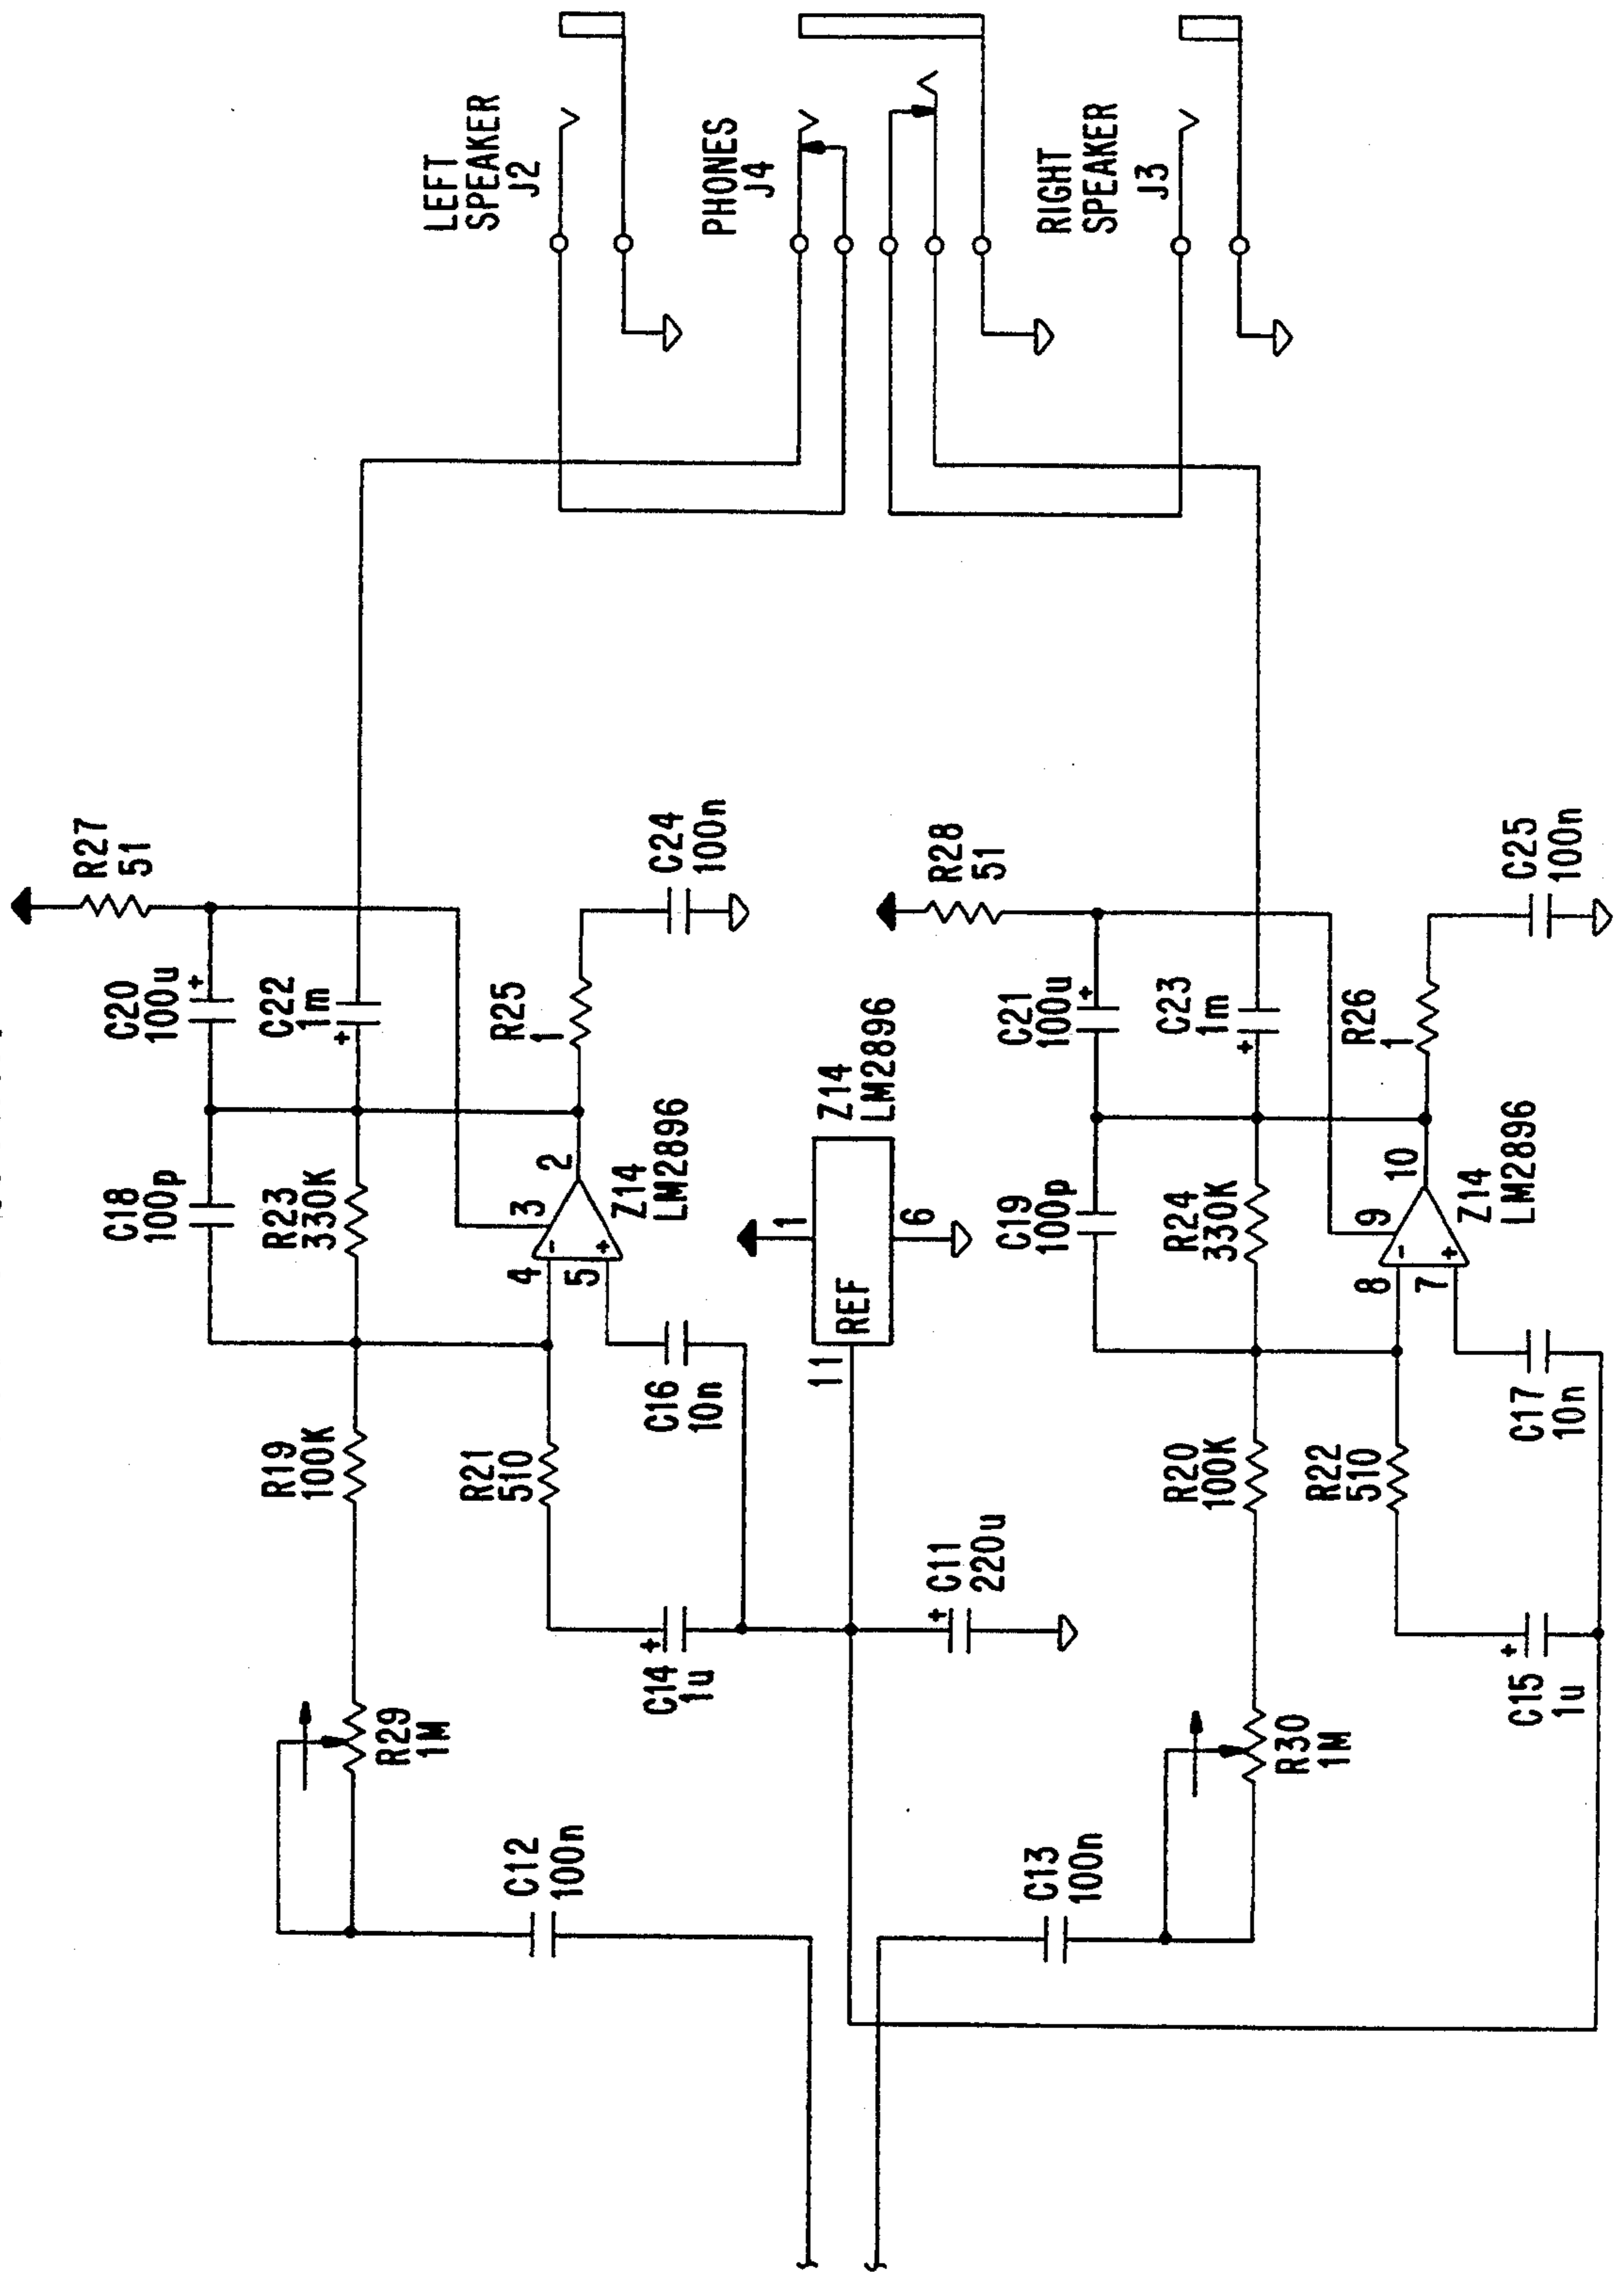 R27
51
C20
100u
+
C22
1m
+
C18
100p
R23
330K
R19
100K
R29
1M
LEFT
SPEAKER
J2
PHONES
J4
RIGHT
SPEAKER
J3
C24
100n
R25
1
2
3
Z14
LM2896
4
-
5
+
R21
510
C16
10n
C14
1u
+
C12
100n
Z14
LM2896
1
6
REF
11
C11
220u
+
R28
51
C21
100u
+
C23
1m
+
C19
100p
R24
330K
R20
100K
R30
1M
C13
100n
C25
100n
R26
1
10
9
Z14
LM2896
8
-
7
+
R22
510
C17
10n
C15
1u
+